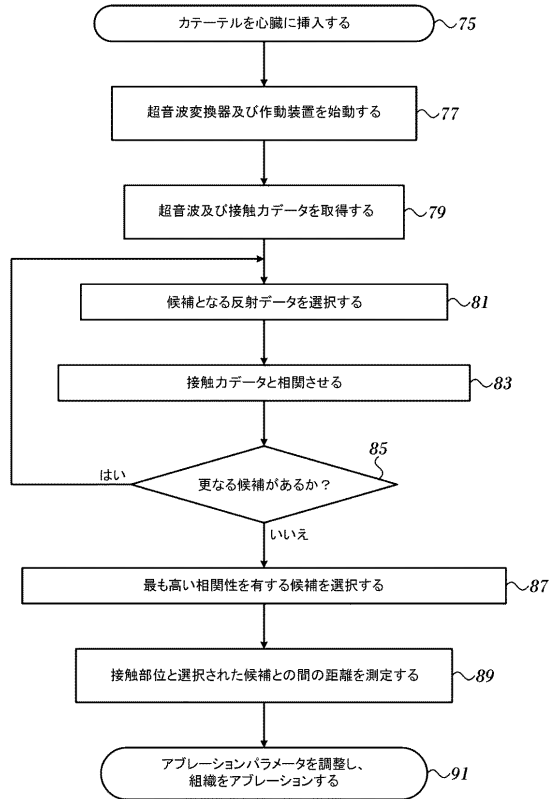 カテーテルを心臓に挿入する
75
超音波変換器及び作動装置を始動する
77
超音波及び接触力データを取得する
79
候補となる反射データを選択する
81
接触力データと相関させる
83
85
更なる候補があるか?
はい
いいえ
最も高い相関性を有する候補を選択する
87
接触部位と選択された候補との間の距離を測定する
89
アブレーションパラメータを調整し、
組織をアブレーションする
91